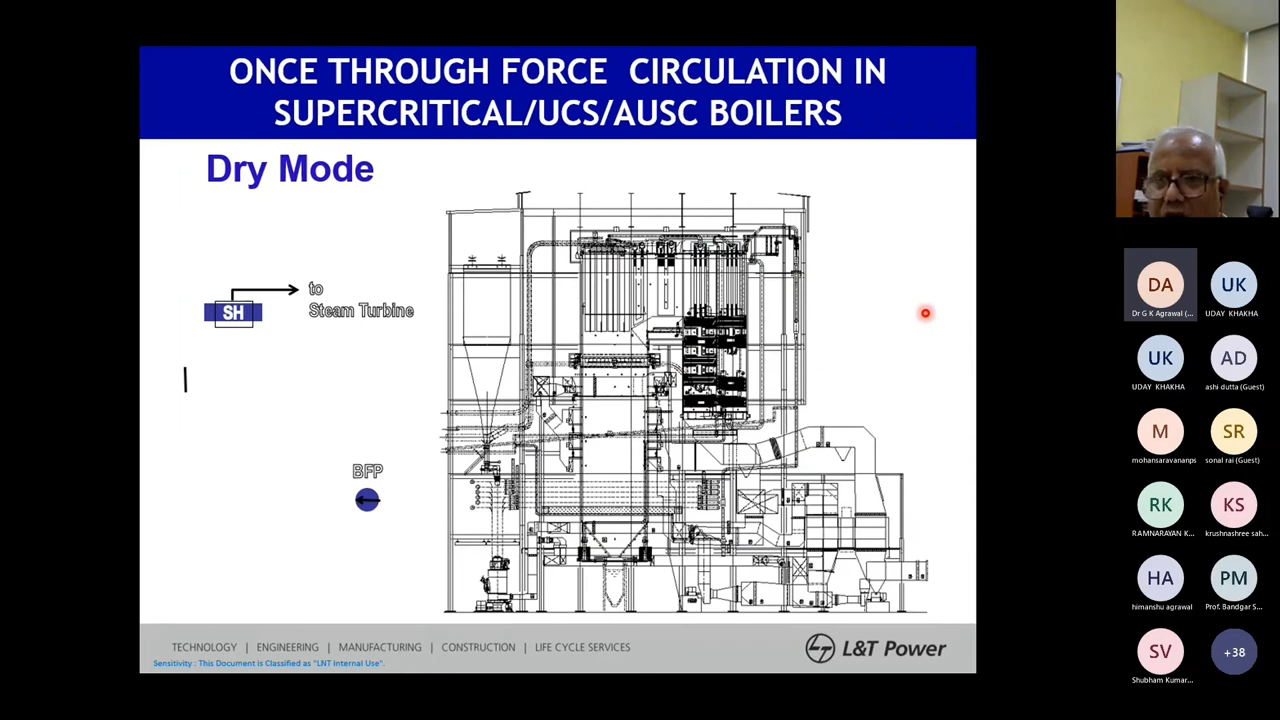 ONCE THROUGH FORCE CIRCULATION IN
SUPERCRITICAL/UCS/AUSC BOILERS
Dry Mode
SH
to
Steam Turbine
BFP
TECHNOLOGY | ENGINEERING | MANUFACTURING | CONSTRUCTION | LIFE CYCLE SERVICES
Sensitivity : This Document is Classified as "LNT Internal Use".
L&T Power
DA
Dr G K Agrawal (...
UK
UDAY KHAKHA
UK
UDAY KHAKHA
AD
ashi dutta (Guest)
M
mohansaravananps
SR
sonal rai (Guest)
RK
RAMNARAYAN K...
KS
krushnashree sah...
HA
himanshu agrawal
PM
Prof. Bandgar S...
SV
Shubham Kumar...
+38